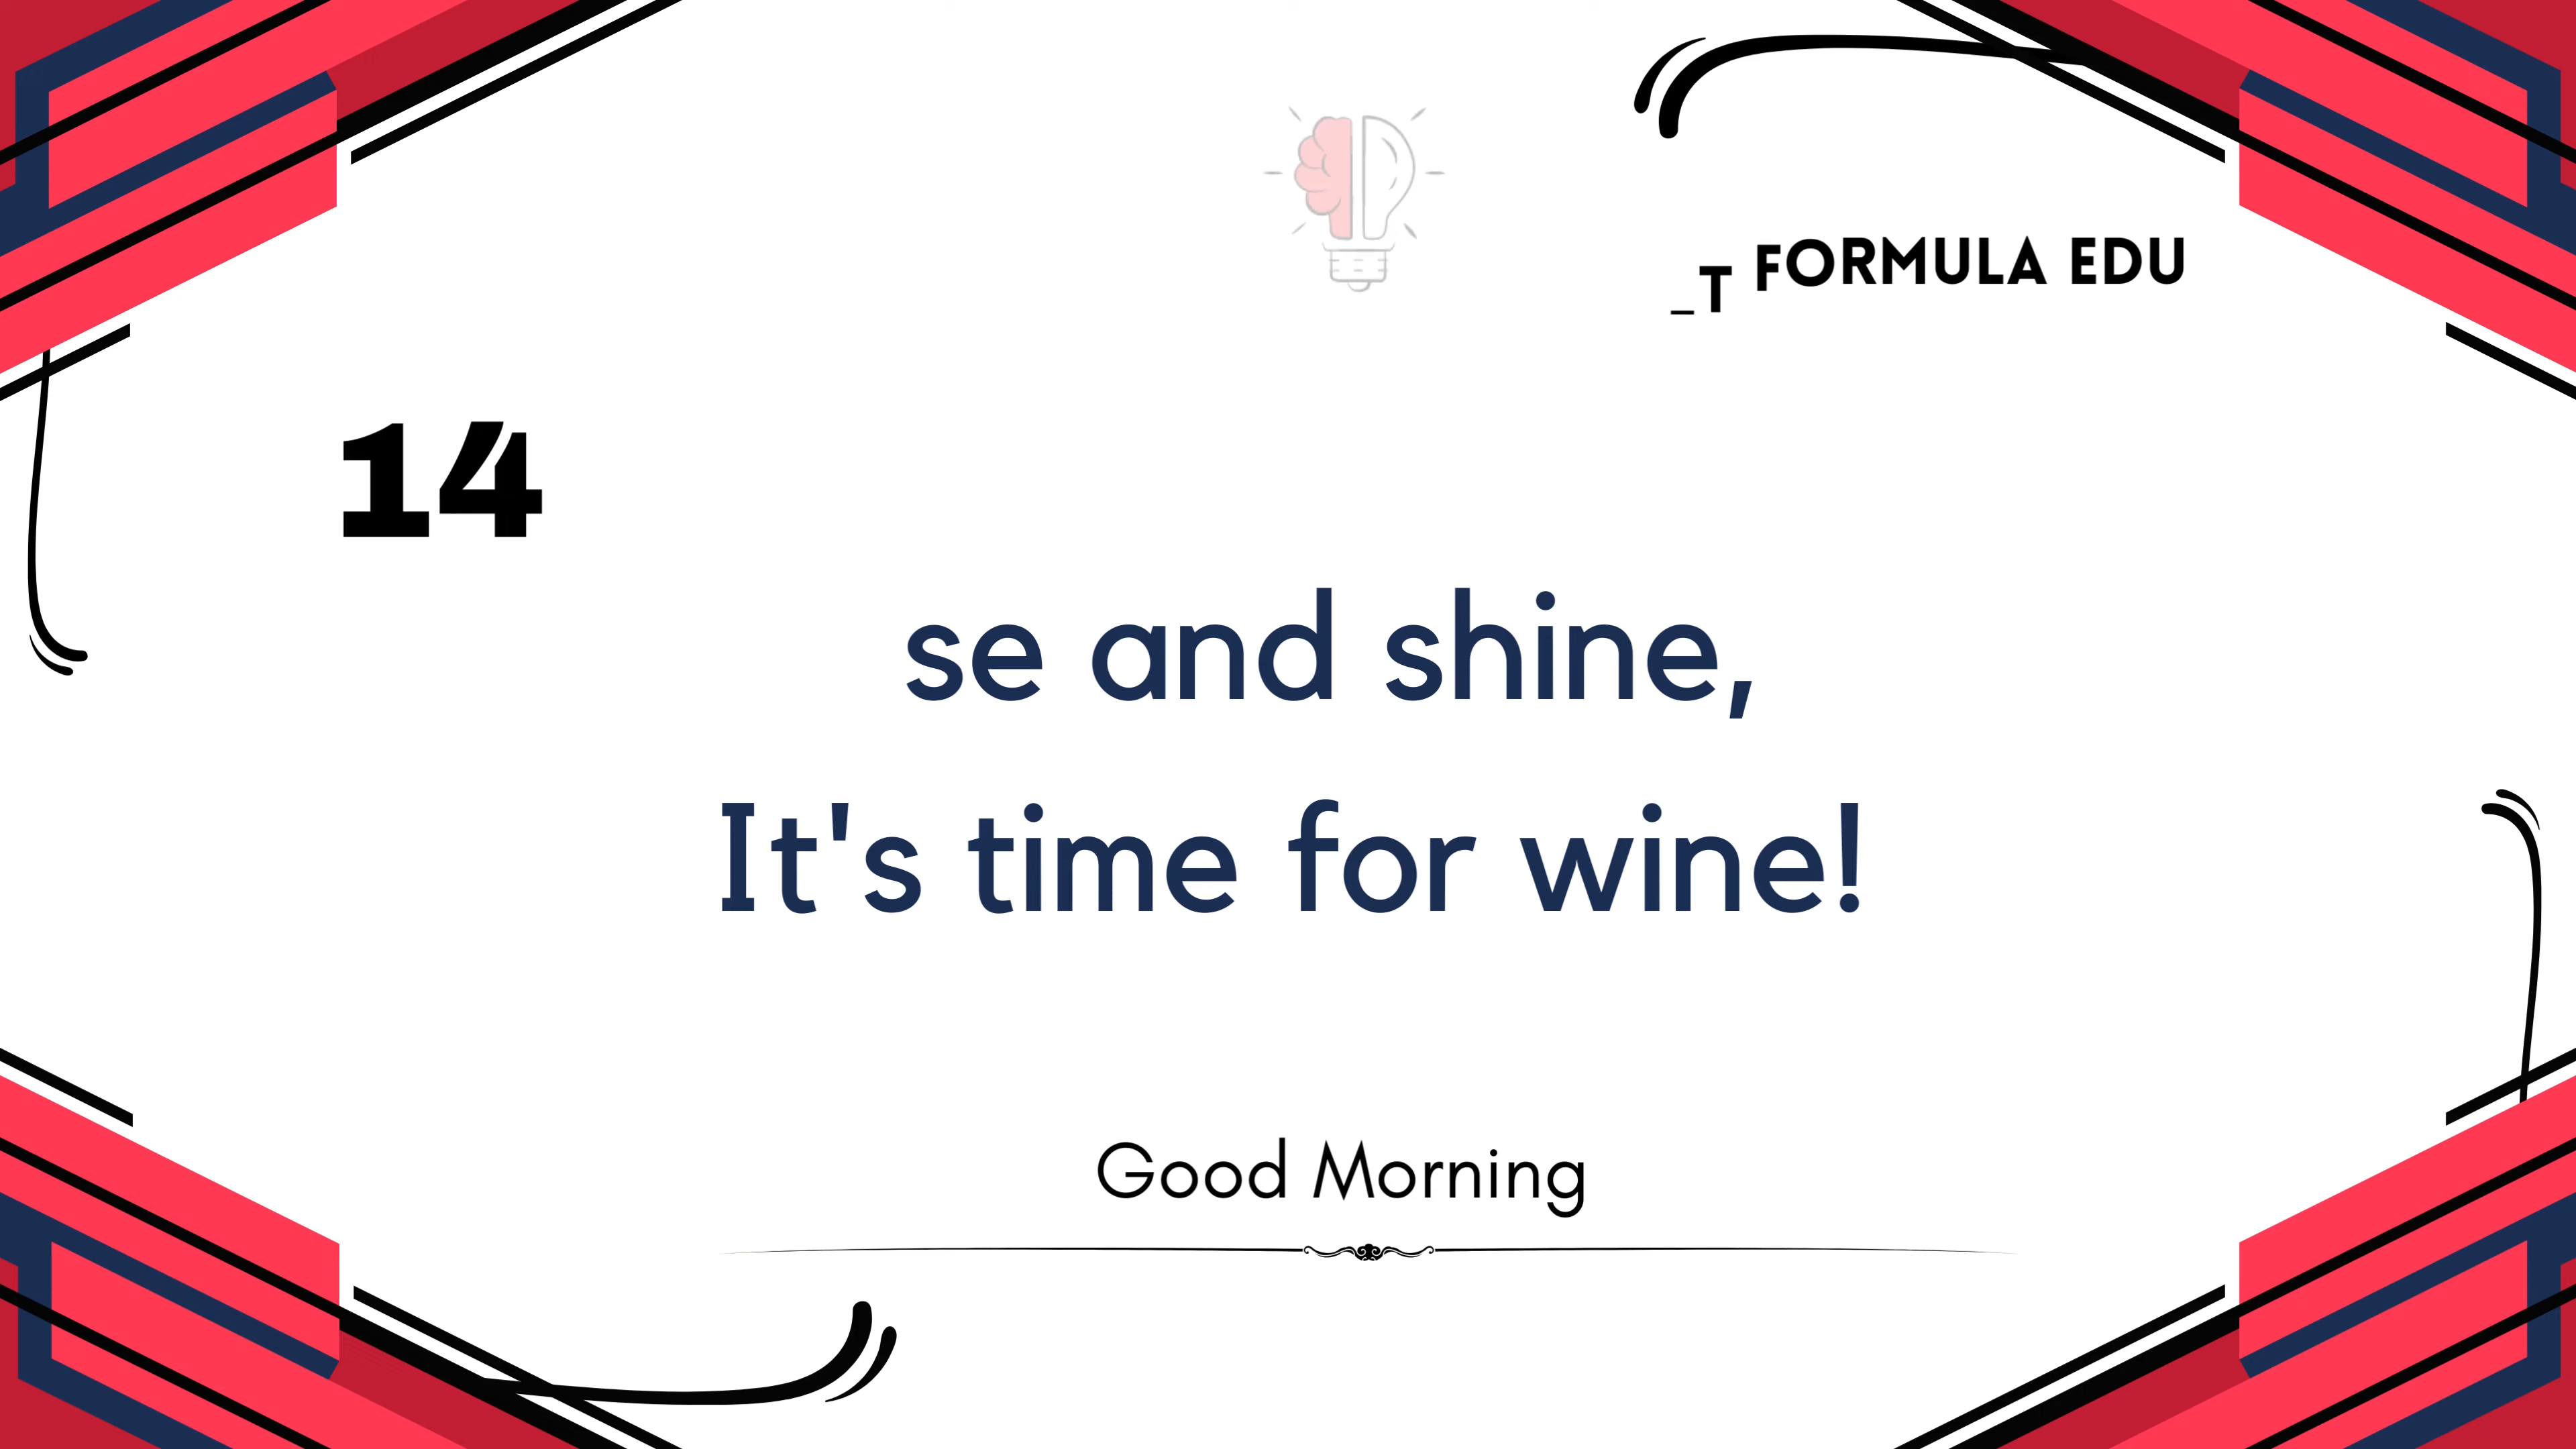 _T FORMULA EDU
14
se and shine,
It's time for wine!
Good Morning